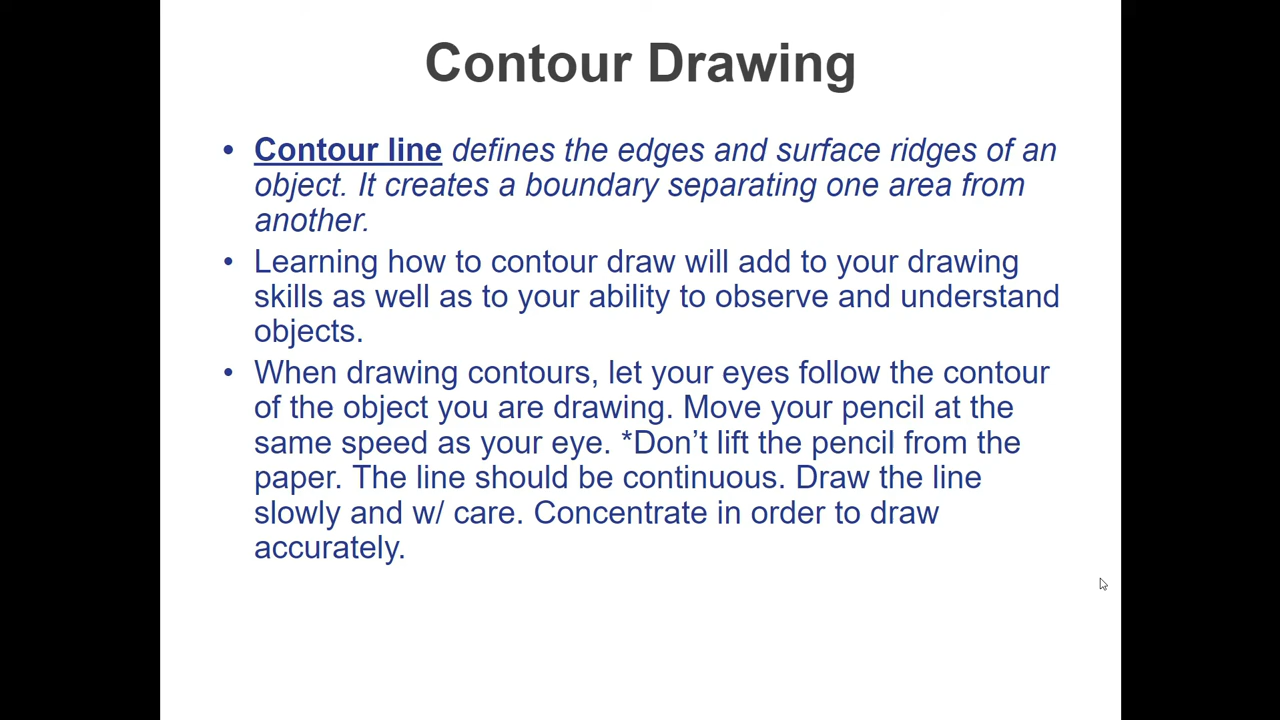 Contour Drawing
• Contour line defines the edges and surface ridges of an
object. It creates a boundary separating one area from
another.
• Learning how to contour draw will add to your drawing
skills as well as to your ability to observe and understand
objects.
• When drawing contours, let your eyes follow the contour
of the object you are drawing. Move your pencil at the
same speed as your eye. *Don’t lift the pencil from the
paper. The line should be continuous. Draw the line
slowly and w/ care. Concentrate in order to draw
accurately.